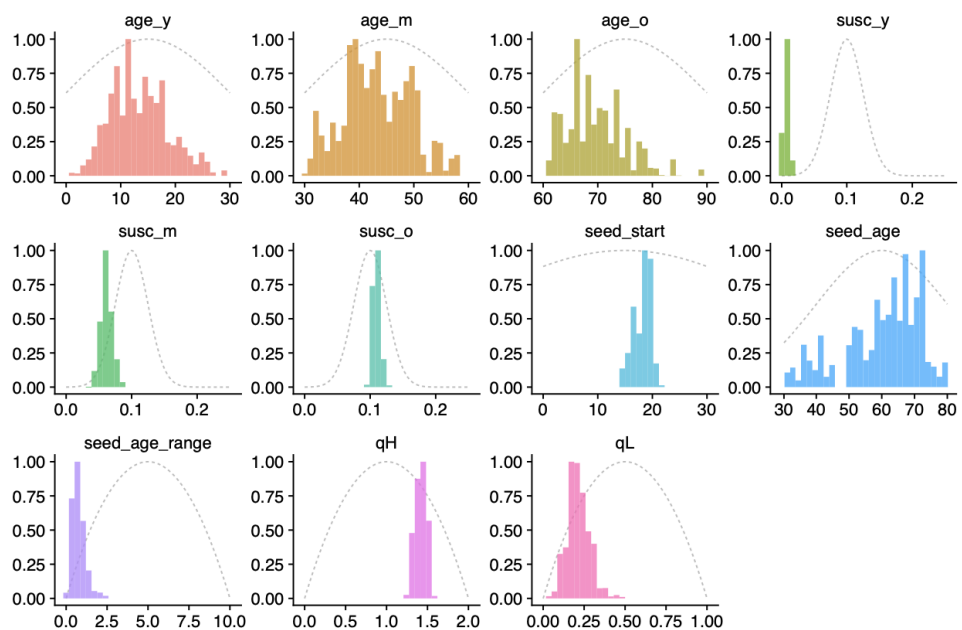 age_y age_m age_o susc_y
1.00 1.00 1.00 1.00
0.75 0.75 0.75 0.75
0.50 0.50 0.50 0.50
0.25 0.25 0.25 0.25
0.00 0.00 0.00 0.00
0 10 20 30 30 40 50 60 60 70 80 90 0.0 0.1 0.2
susc_m susc_o seed_start seed_age
1.00 1.00 1.00 1.00
0.75 0.75 0.75 0.75
0.50 0.50 0.50 0.50
0.25 0.25 0.25 0.25
0.00 0.00 0.00 0.00
0.0 0.1 0.2 0.0 0.1 0.2 0 10 20 30 30 40 50 60 70 80
seed_age_range qH qL
1.00 1.00 1.00
0.75 0.75 0.75
0.50 0.50 0.50
0.25 0.25 0.25
0.00 0.00 0.00
0.0 2.5 5.0 7.5 10.0 0.0 0.5 1.0 1.5 2.0 0.00 0.25 0.50 0.75 1.00